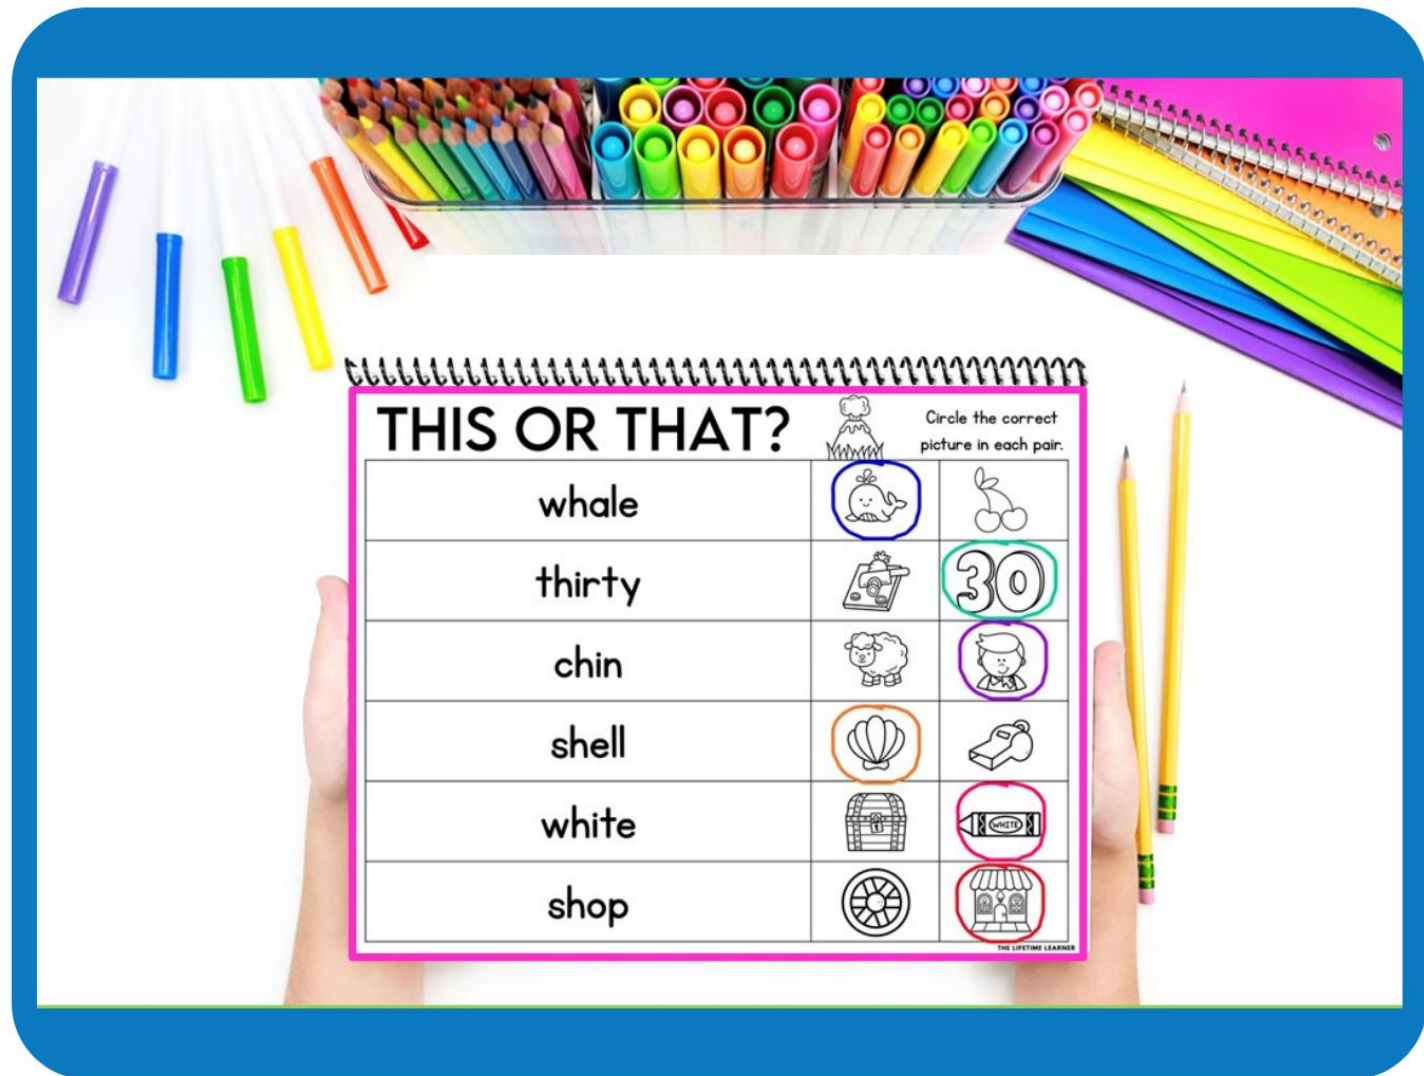 THIS OR THAT?
Circle the correct
picture in each pair.
whale
thirty
30
chin
shell
white
WHITE
shop
THE LIFETIME LEARNER